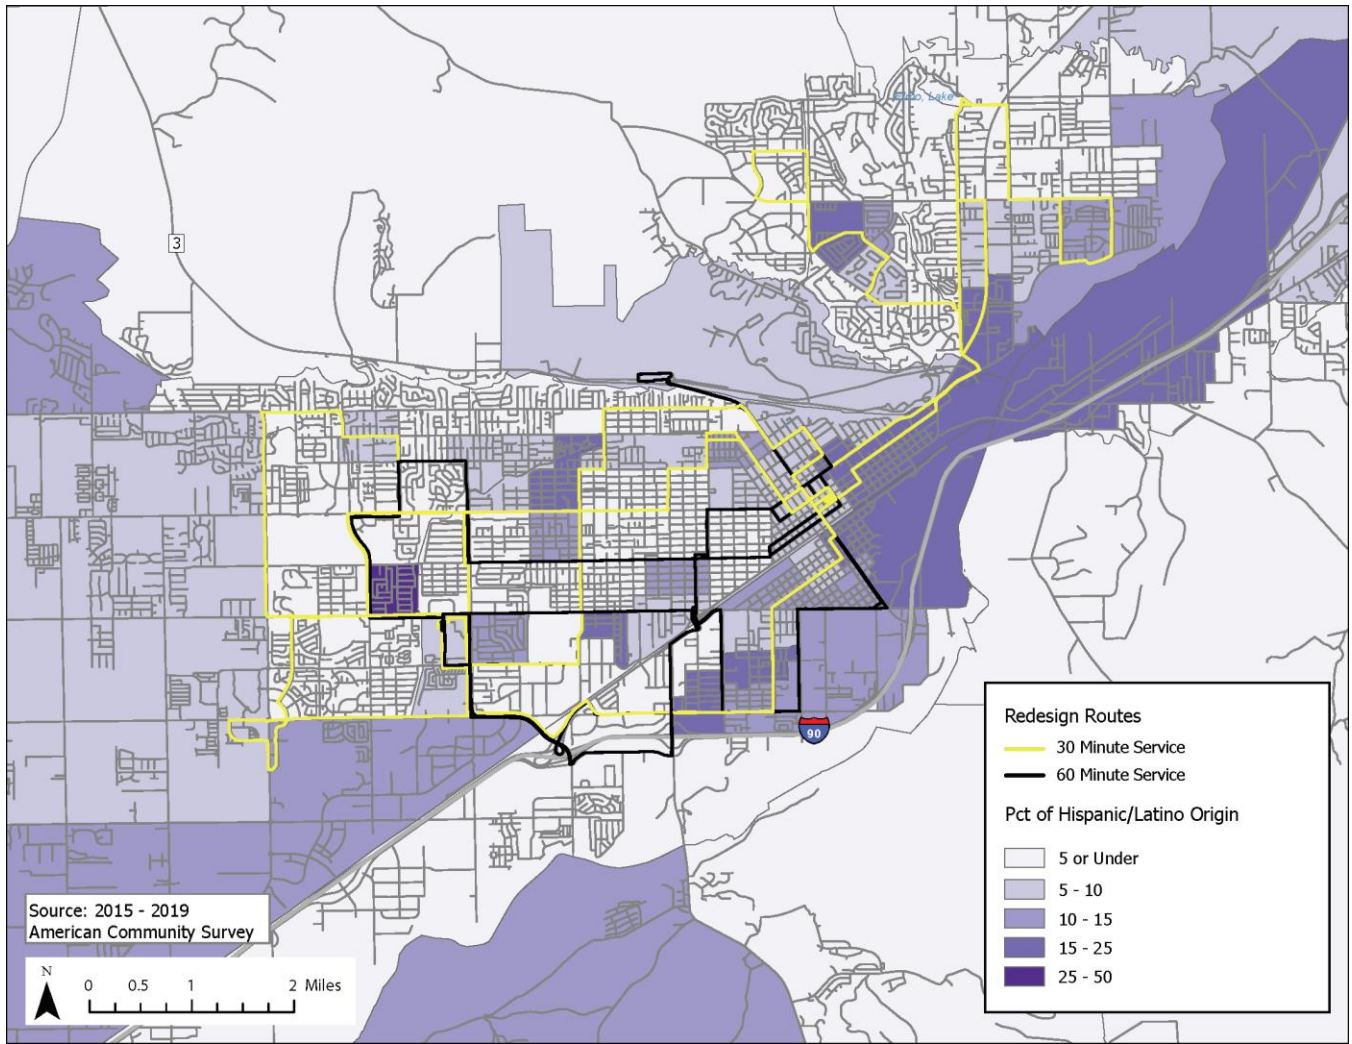 Lake
3
90
Redesign Routes
30 Minute Service
60 Minute Service
Pct of Hispanic/Latino Origin
5 or Under
5 - 10
10 - 15
15 - 25
25 - 50
Source: 2015 - 2019
American Community Survey
N
0 0.5 1 2 Miles